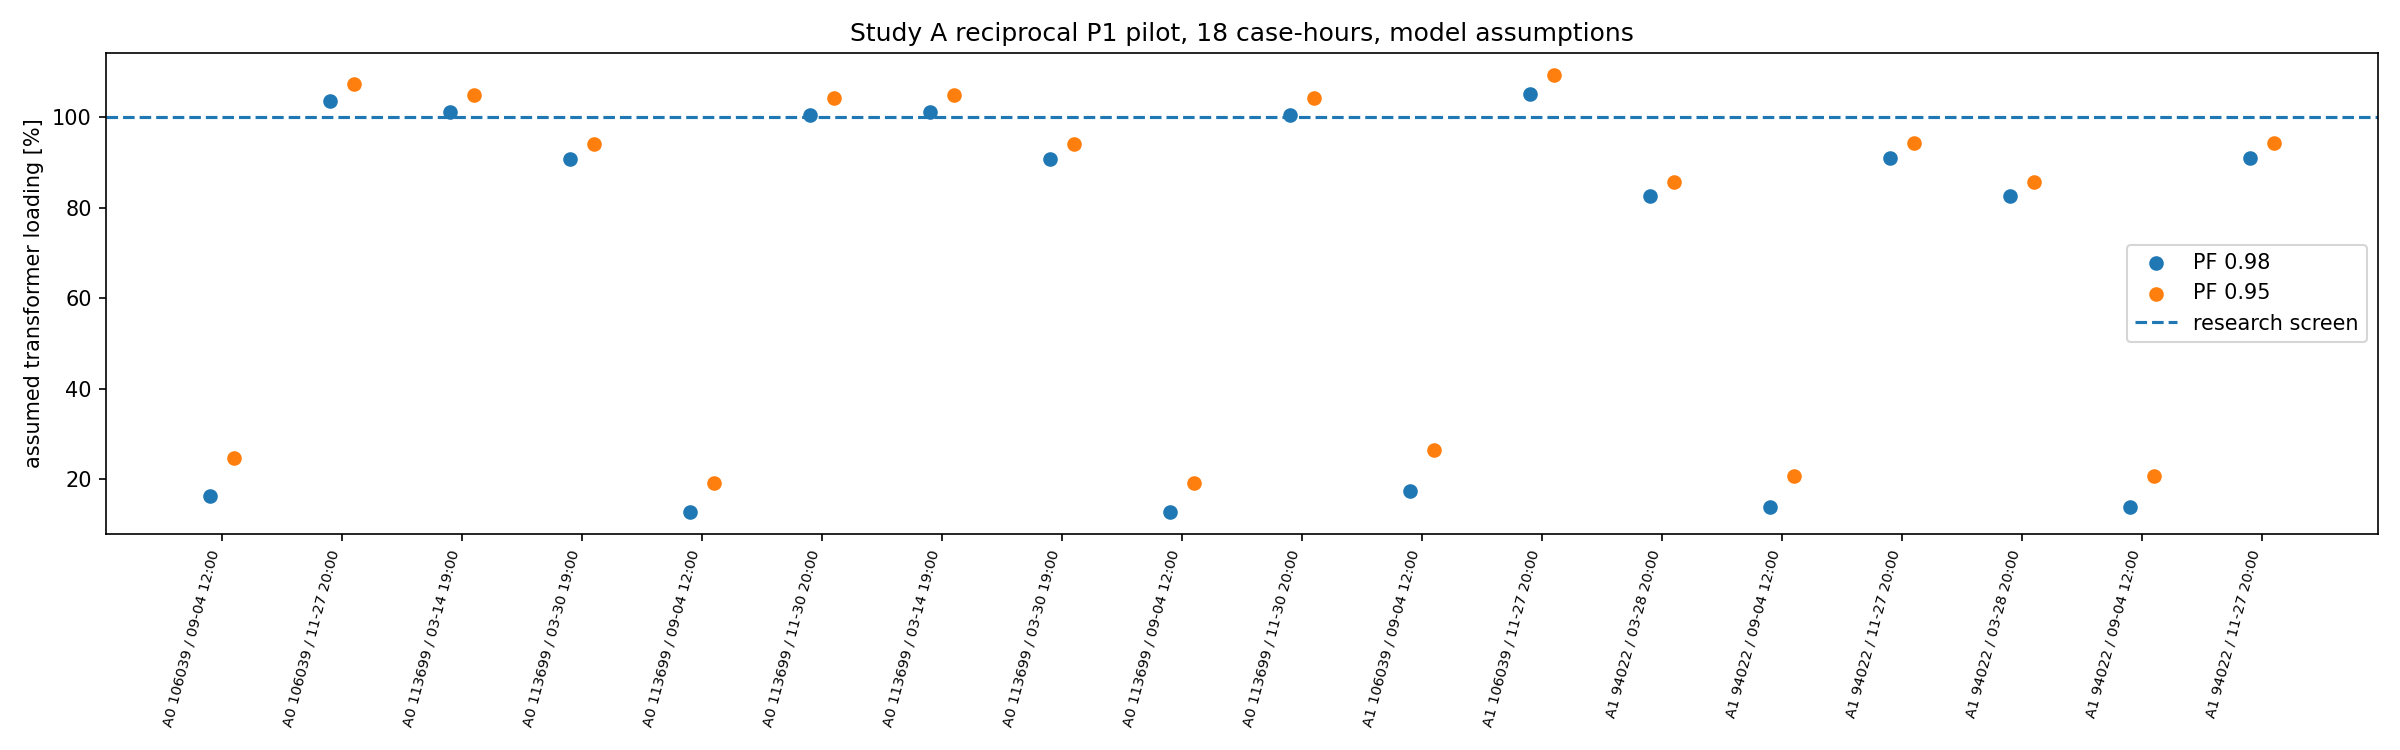 Study A reciprocal P1 pilot, 18 case-hours, model assumptions
assumed transformer loading [%]
100
80
60
40
20
PF 0.98
PF 0.95
research screen
A0 106039 / 09-04 12:00
A0 106039 / 11-27 20:00
A0 113699 / 03-14 19:00
A0 113699 / 03-30 19:00
A0 113699 / 09-04 12:00
A0 113699 / 11-30 20:00
A0 113699 / 03-14 19:00
A0 113699 / 03-30 19:00
A0 113699 / 09-04 12:00
A0 113699 / 11-30 20:00
A1 106039 / 09-04 12:00
A1 106039 / 11-27 20:00
A1 94022 / 03-28 20:00
A1 94022 / 09-04 12:00
A1 94022 / 11-27 20:00
A1 94022 / 03-28 20:00
A1 94022 / 09-04 12:00
A1 94022 / 11-27 20:00